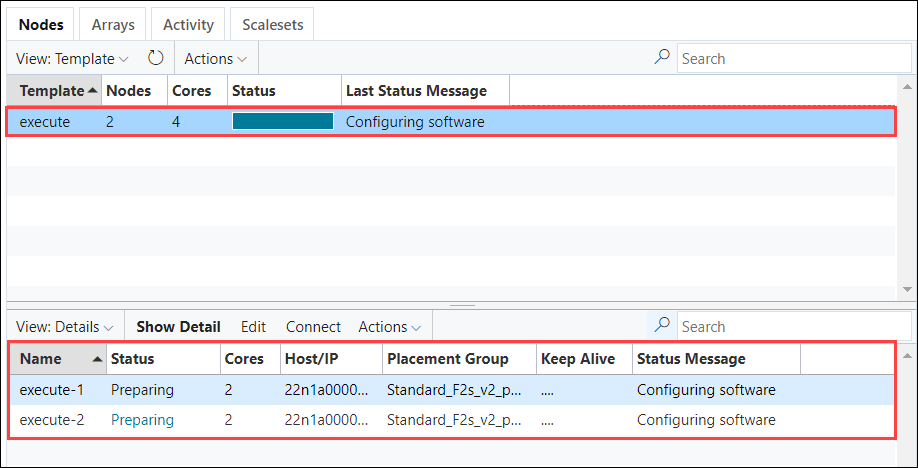 Nodes Arrays Activity Scalesets
View: Template Actions Search
Template Nodes Cores Status Last Status Message
execute 2 4 Configuring software
View: Details Show Detail Edit Connect Actions Search
Name Status Cores Host/IP Placement Group Keep Alive Status Message
execute-1 Preparing 2 22n1a0000... Standard_F2s_v2_p... .... Configuring software
execute-2 Preparing 2 22n1a0000... Standard_F2s_v2_p... .... Configuring software